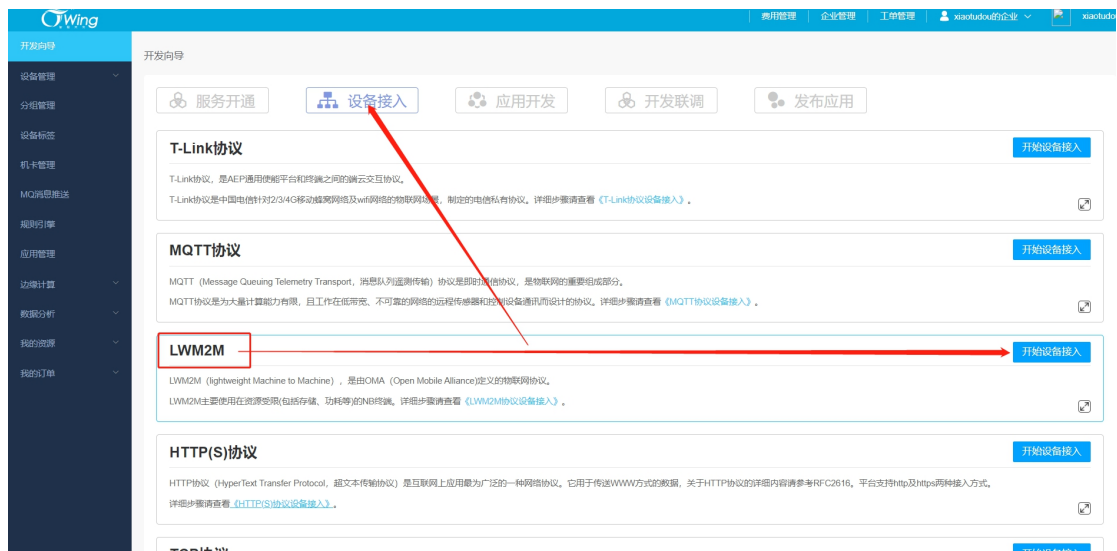 Wing
费用管理
企业管理
工单管理
xiaotudou的企业
xiaotudo
开发向导
设备管理
分组管理
设备标签
机卡管理
MQ消息推送
规则引擎
应用管理
边缘计算
数据分析
我的资源
我的订单
开发向导
服务开通
设备接入
应用开发
开发联调
发布应用
T-Link协议
开始设备接入
T-Link协议，是AEP通用使能平台和终端之间的端云交互协议。
T-Link协议是中国电信针对2/3/4G移动蜂窝网络及wifi网络的物联网场景，制定的电信私有协议。详细步骤请查看《T-Link协议设备接入》。
MQTT协议
开始设备接入
MQTT（Message Queuing Telemetry Transport，消息队列遥测传输）协议是即时通信协议，是物联网的重要组成部分。
MQTT协议是为大量计算能力有限，且工作在低带宽、不可靠的网络的远程传感器和控制设备通讯而设计的协议。详细步骤请查看《MQTT协议设备接入》。
LWM2M
开始设备接入
LWM2M（lightweight Machine to Machine），是由OMA（Open Mobile Alliance)定义的物联网协议。
LWM2M主要使用在资源受限(包括存储、功耗等)的NB终端。详细步骤请查看《LWM2M协议设备接入》。
HTTP(S)协议
开始设备接入
HTTP协议（HyperText Transfer Protocol，超文本传输协议）是互联网上应用最为广泛的一种网络协议。它用于传送WWW方式的数据，关于HTTP协议的详细内容请参考RFC2616。平台支持http及https两种接入方式。
详细步骤请查看《HTTP(S)协议设备接入》。
TCP协议
开始设备接入